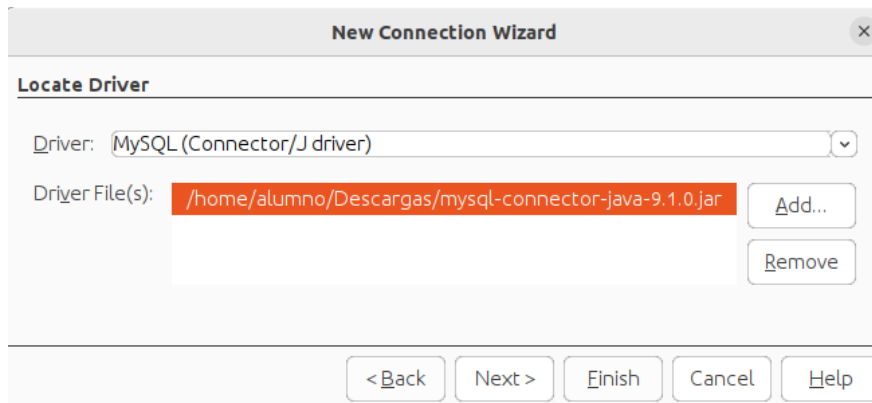 New Connection Wizard
Locate Driver
Driver: MySQL (Connector/J driver)
Driver File(s): /home/alumno/Descargas/mysql-connector-java-9.1.0.jar Add...
Remove
< Back Next > Finish Cancel Help